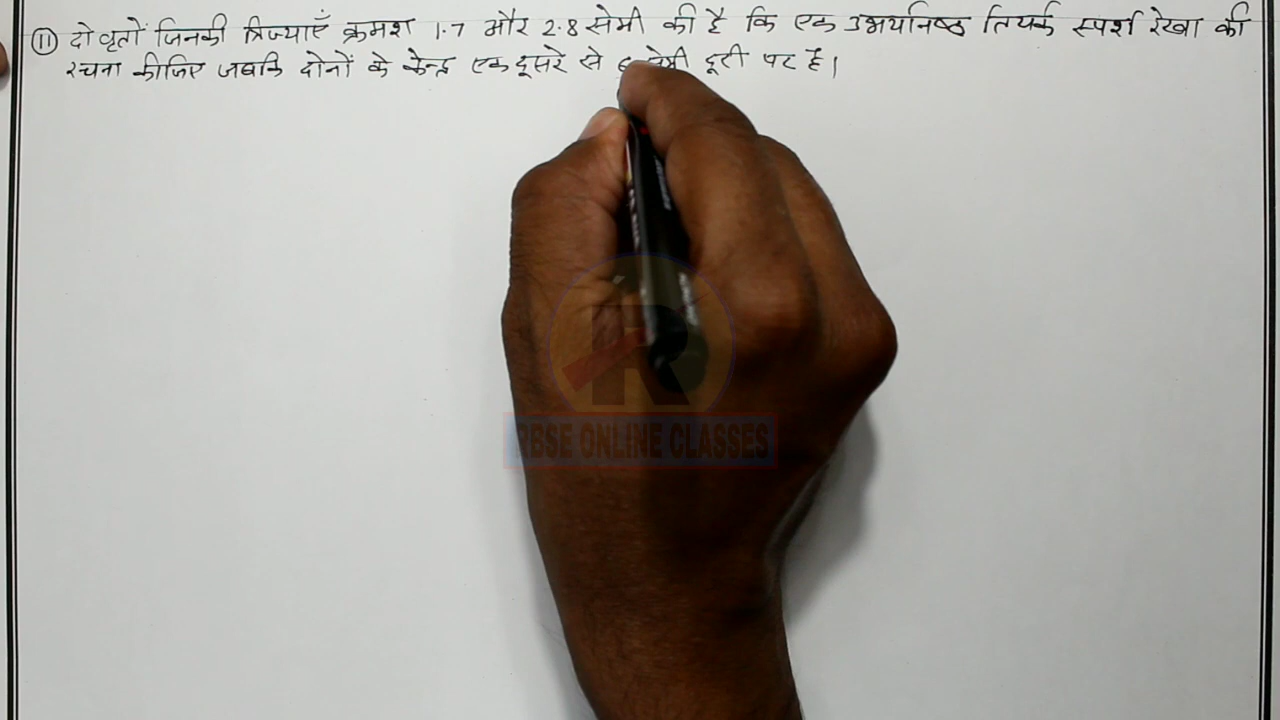 ⑪ दो वृतों जिनकी त्रिज्याएँ क्रमश 1.7 और 2.8 सेमी की है कि एक उभयनिष्ठ तिर्यक स्पर्श रेखा की
रचना कीजिए जबकि दोनों के केन्द्र एक दूसरे से 6 सेमी दूरी पर है।
R
RBSE ONLINE CLASSES